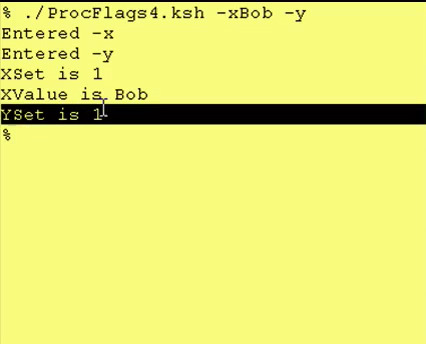 % ./ProcFlags4.ksh -xBob -y
Entered -x
Entered -y
XSet is 1
XValue is Bob
YSet is 1
%